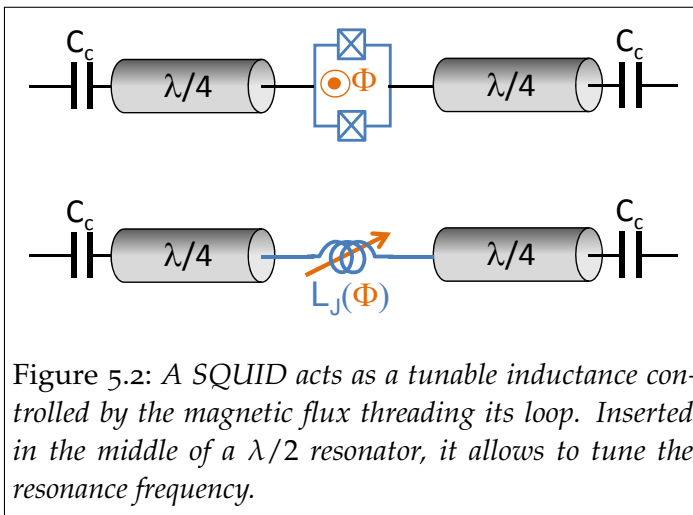 C_c C_c
λ/4 Φ λ/4
C_c C_c
λ/4 λ/4
L_J(Φ)
Figure 5.2: A SQUID acts as a tunable inductance con-
trolled by the magnetic flux threading its loop. Inserted
in the middle of a λ/2 resonator, it allows to tune the
resonance frequency.